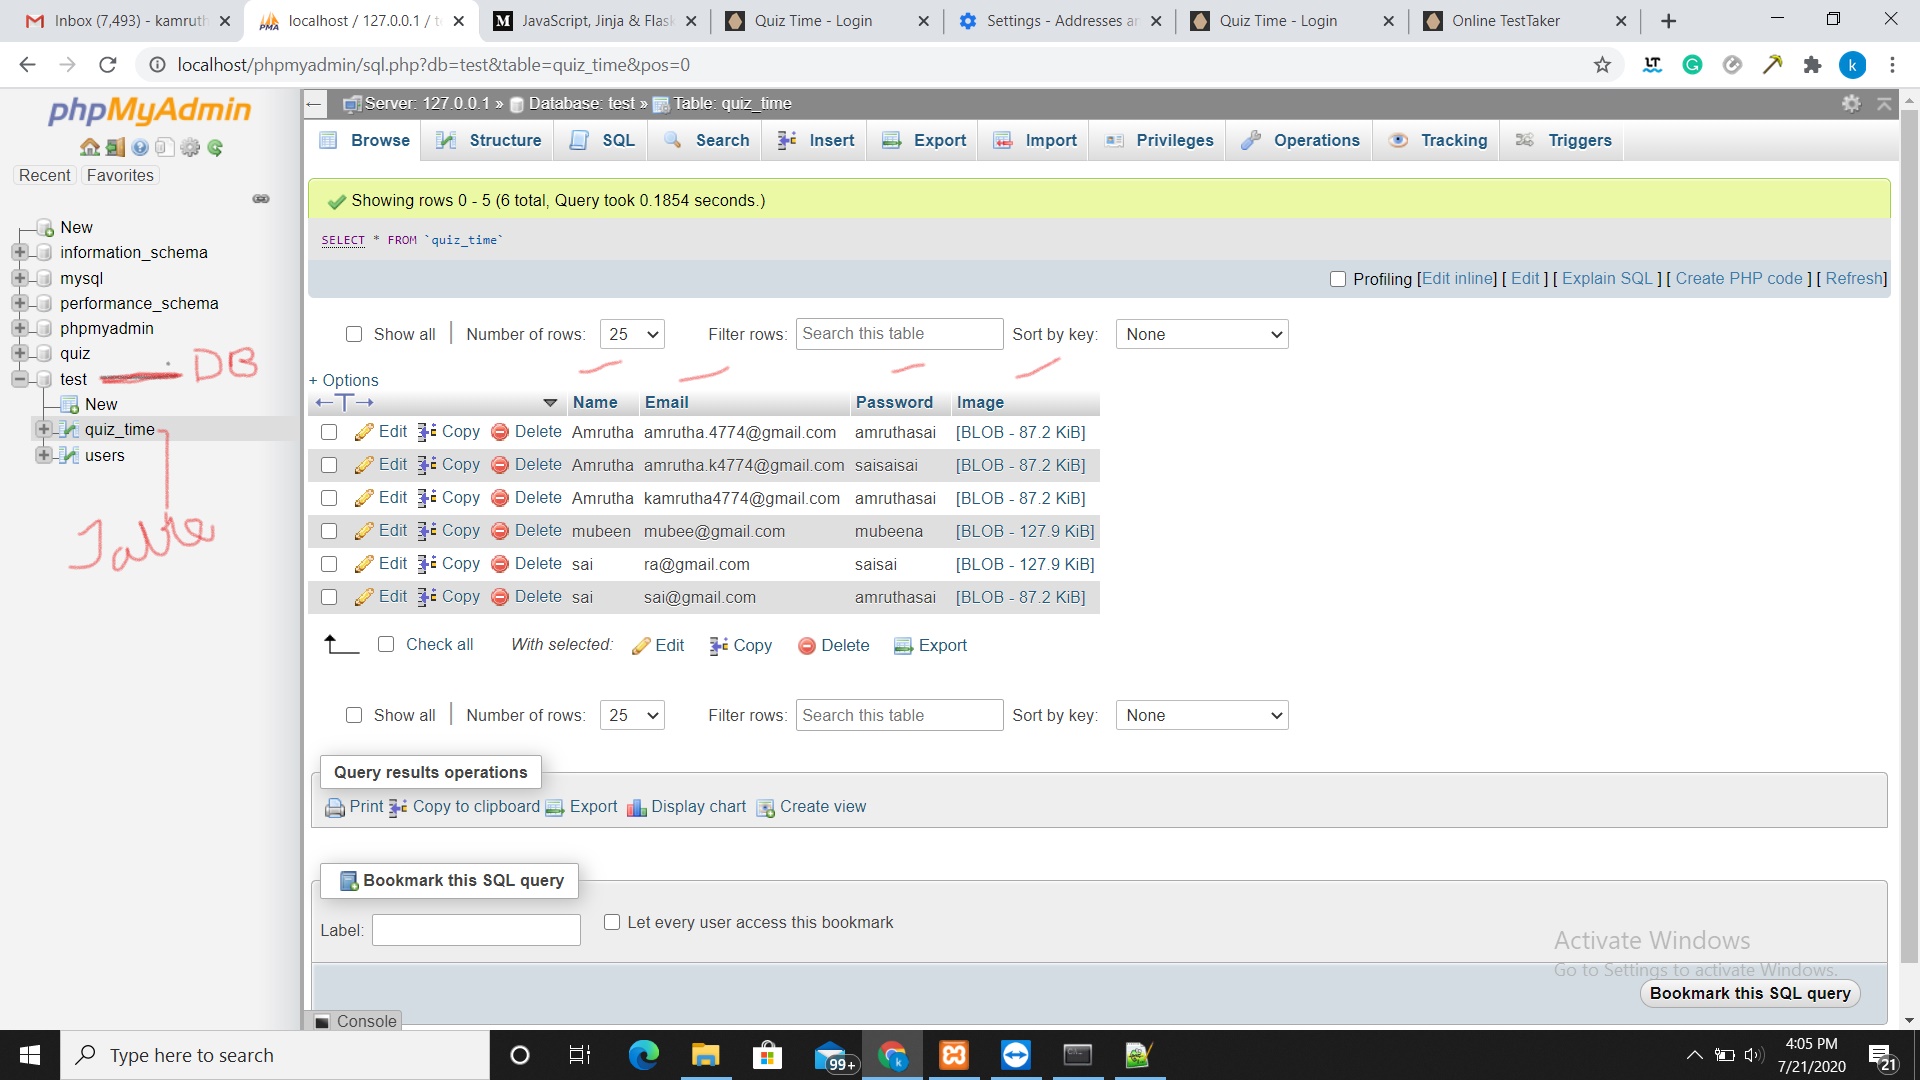 Inbox (7,493) - kamruth
localhost / 127.0.0.1 / te
JavaScript, Jinja & Flask
Quiz Time - Login
Settings - Addresses an
Quiz Time - Login
Online TestTaker
localhost/phpmyadmin/sql.php?db=test&table=quiz_time&pos=0
phpMyAdmin
Recent Favorites
New
information_schema
mysql
performance_schema
phpmyadmin
quiz
test DB
New
quiz_time
users
Table
Server: 127.0.0.1 » Database: test » Table: quiz_time
Browse Structure SQL Search Insert Export Import Privileges Operations Tracking Triggers
Showing rows 0 - 5 (6 total, Query took 0.1854 seconds.)
SELECT * FROM `quiz_time`
Profiling [Edit inline] [ Edit ] [ Explain SQL ] [ Create PHP code ] [ Refresh]
Show all | Number of rows: 25 Filter rows: Search this table Sort by key: None
+ Options
←T→ Name Email Password Image
Edit Copy Delete Amrutha amrutha.4774@gmail.com amruthasai [BLOB - 87.2 KiB]
Edit Copy Delete Amrutha amrutha.k4774@gmail.com saisaisai [BLOB - 87.2 KiB]
Edit Copy Delete Amrutha kamrutha4774@gmail.com amruthasai [BLOB - 87.2 KiB]
Edit Copy Delete mubeen mubee@gmail.com mubeena [BLOB - 127.9 KiB]
Edit Copy Delete sai ra@gmail.com saisai [BLOB - 127.9 KiB]
Edit Copy Delete sai sai@gmail.com amruthasai [BLOB - 87.2 KiB]
Check all With selected: Edit Copy Delete Export
Show all | Number of rows: 25 Filter rows: Search this table Sort by key: None
Query results operations
Print Copy to clipboard Export Display chart Create view
Bookmark this SQL query
Label: Let every user access this bookmark
Activate Windows
Go to Settings to activate Windows.
Bookmark this SQL query
Console
Type here to search
99+
4:05 PM
7/21/2020
21